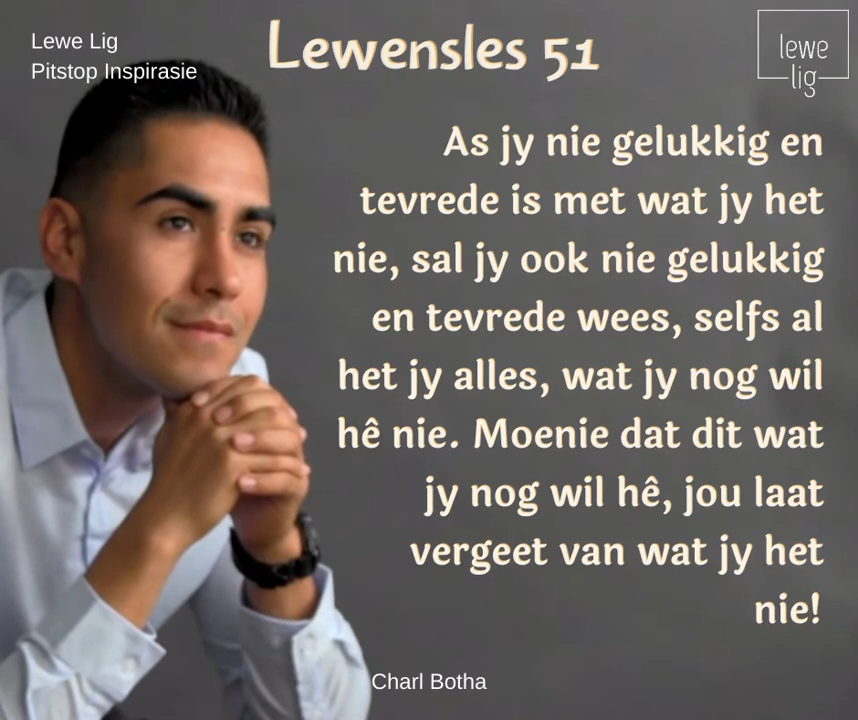 Lewe Lig
Pitstop Inspirasie
Lewensles 51
lewe
lig
As jy nie gelukkig en
tevrede is met wat jy het
nie, sal jy ook nie gelukkig
en tevrede wees, selfs al
het jy alles, wat jy nog wil
hê nie. Moenie dat dit wat
jy nog wil hê, jou laat
vergeet van wat jy het
nie!
Charl Botha